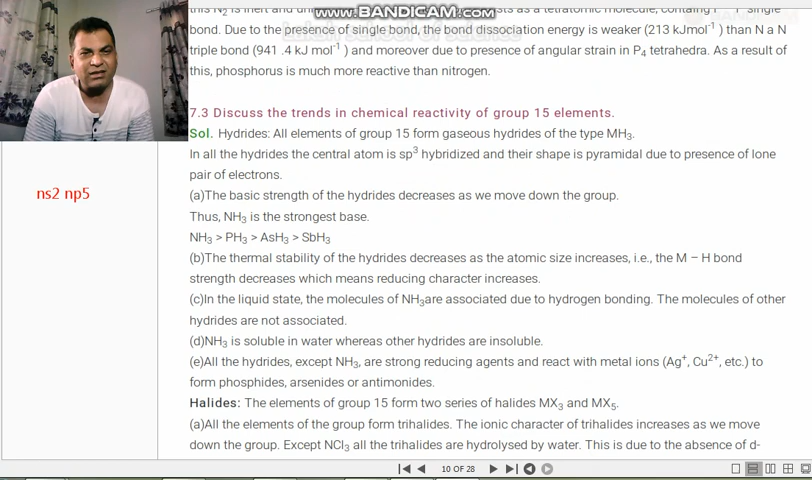 this N2 is inert and
sts as a tetratomic molecule, containing
single
www.BANDICAM.com
bond. Due to the presence of single bond, the bond dissociation energy is weaker (213 kJmol-1) than N a N
triple bond (941 .4 kJ mol-1) and moreover due to presence of angular strain in P4 tetrahedra. As a result of
this, phosphorus is much more reactive than nitrogen.
7.3 Discuss the trends in chemical reactivity of group 15 elements.
Sol. Hydrides: All elements of group 15 form gaseous hydrides of the type MH3.
In all the hydrides the central atom is sp3 hybridized and their shape is pyramidal due to presence of lone
pair of electrons.
ns2 np5
(a)The basic strength of the hydrides decreases as we move down the group.
Thus, NH3 is the strongest base.
NH3 > PH3 > AsH3 > SbH3
(b)The thermal stability of the hydrides decreases as the atomic size increases, i.e., the M – H bond
strength decreases which means reducing character increases.
(c)In the liquid state, the molecules of NH3are associated due to hydrogen bonding. The molecules of other
hydrides are not associated.
(d)NH3 is soluble in water whereas other hydrides are insoluble.
(e)All the hydrides, except NH3, are strong reducing agents and react with metal ions (Ag+, Cu2+, etc.) to
form phosphides, arsenides or antimonides.
Halides: The elements of group 15 form two series of halides MX3 and MX5.
(a)All the elements of the group form trihalides. The ionic character of trihalides increases as we move
down the group. Except NCl3 all the trihalides are hydrolysed by water. This is due to the absence of d-
10 OF 28